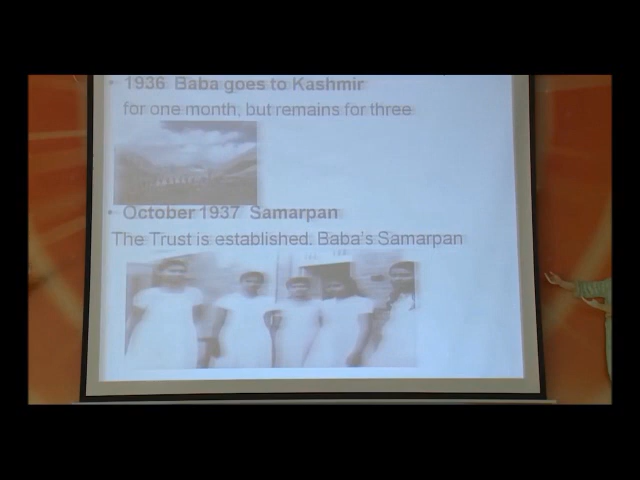 • 1936 Baba goes to Kashmir
for one month, but remains for three
• October 1937 Samarpan
The Trust is established. Baba's Samarpan